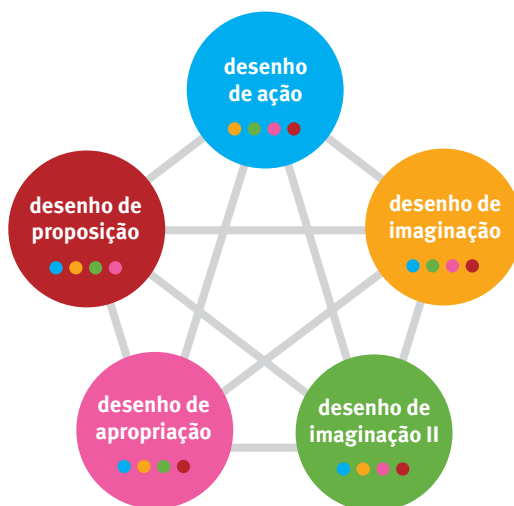 desenho
de ação
desenho de
proposição
desenho de
imaginação
desenho de
apropriação
desenho de
imaginação II